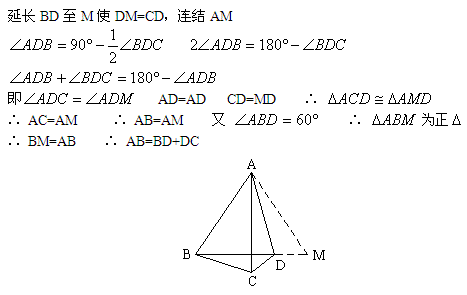 延长 BD 至 M 使 DM=CD，连结 AM
∠ADB = 90° − 1/2∠BDC  2∠ADB = 180° − ∠BDC
∠ADB + ∠BDC = 180° − ∠ADB
即∠ADC = ∠ADM  AD=AD  CD=MD  ∴ ΔACD ≅ ΔAMD
∴ AC=AM  ∴ AB=AM  又 ∠ABD = 60°  ∴ ΔABM 为正Δ
∴ BM=AB  ∴ AB=BD+DC
A
B
D
M
C